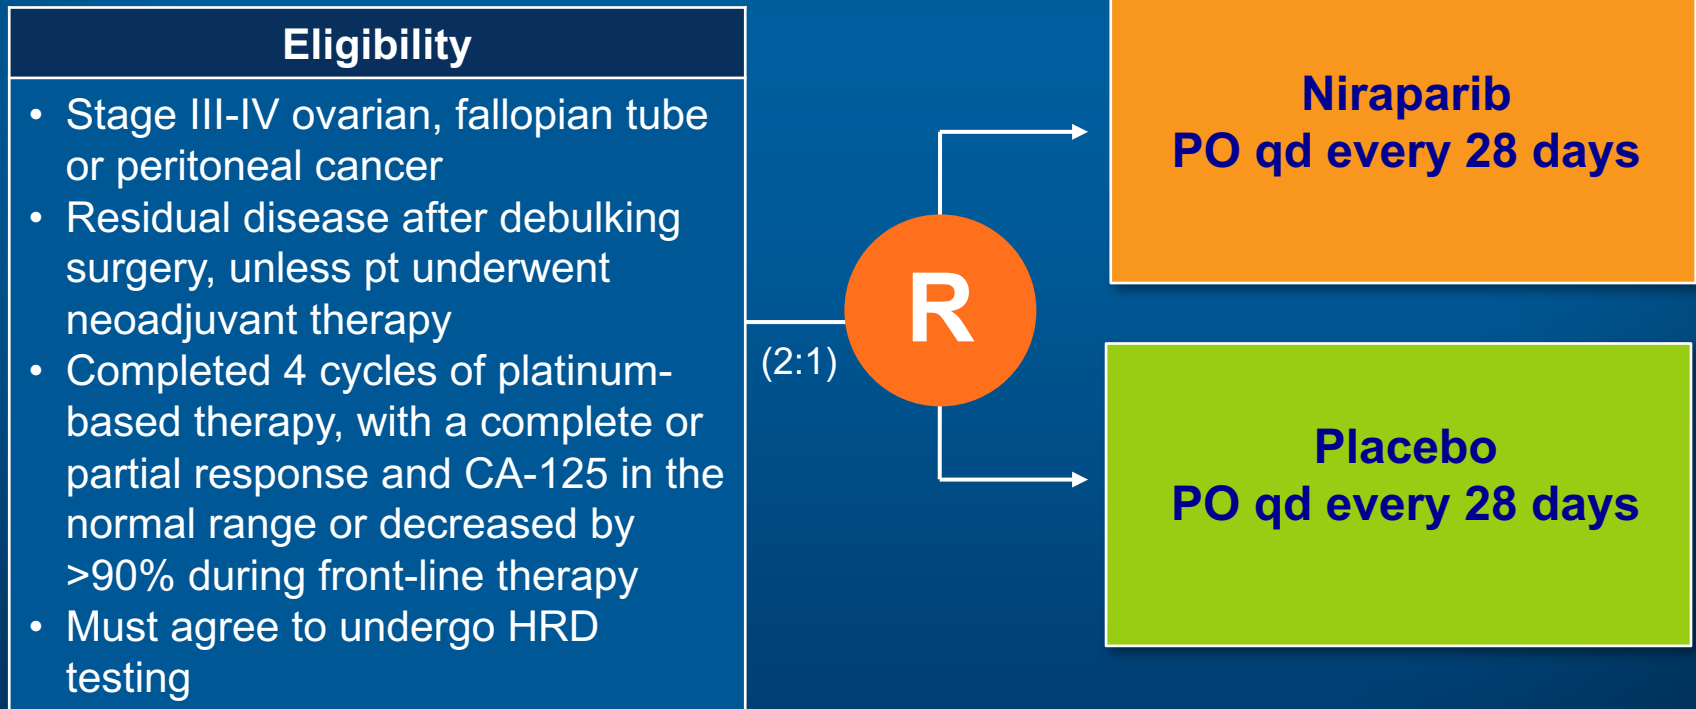 Eligibility
• Stage III-IV ovarian, fallopian tube
or peritoneal cancer
• Residual disease after debulking
surgery, unless pt underwent
neoadjuvant therapy
• Completed 4 cycles of platinum-
based therapy, with a complete or
partial response and CA-125 in the
normal range or decreased by
>90% during front-line therapy
• Must agree to undergo HRD
testing
(2:1)
R
Niraparib
PO qd every 28 days
Placebo
PO qd every 28 days